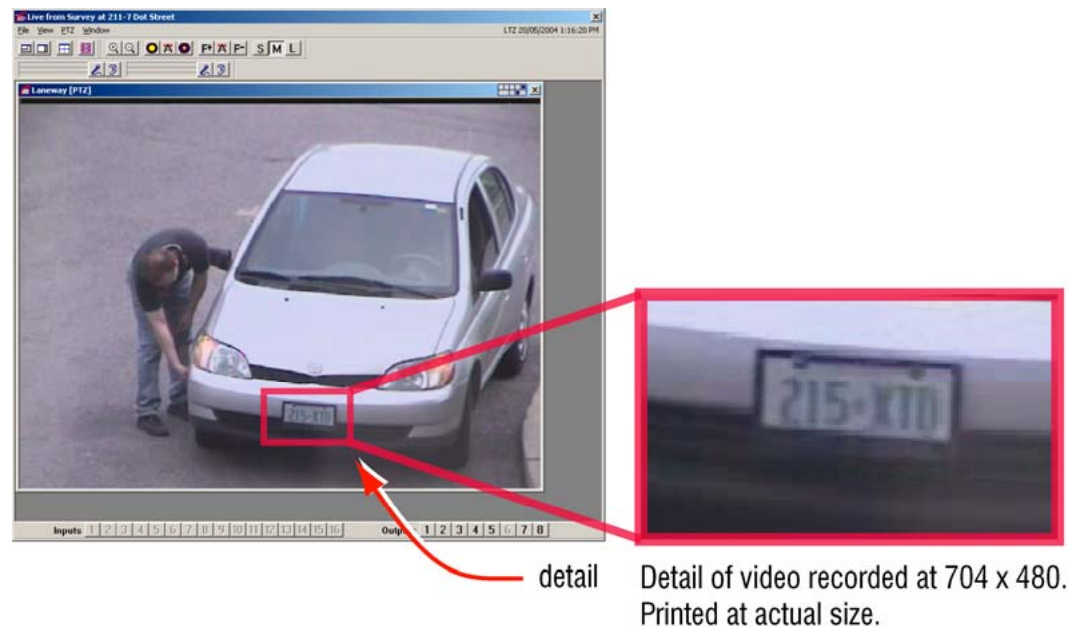 Live from Survey at 211-7 Dot Street
File View PTZ Window
LTZ 20/05/2004 1:16:20 PM
F+ F- S M L
Laneway [PTZ]
215-XTD
215-XTD
Inputs 1 2 3 4 5 6 7 8 9 10 11 12 13 14 15 16
1 2 3 4 5 6 7 8
detail
Detail of video recorded at 704 x 480.
Printed at actual size.